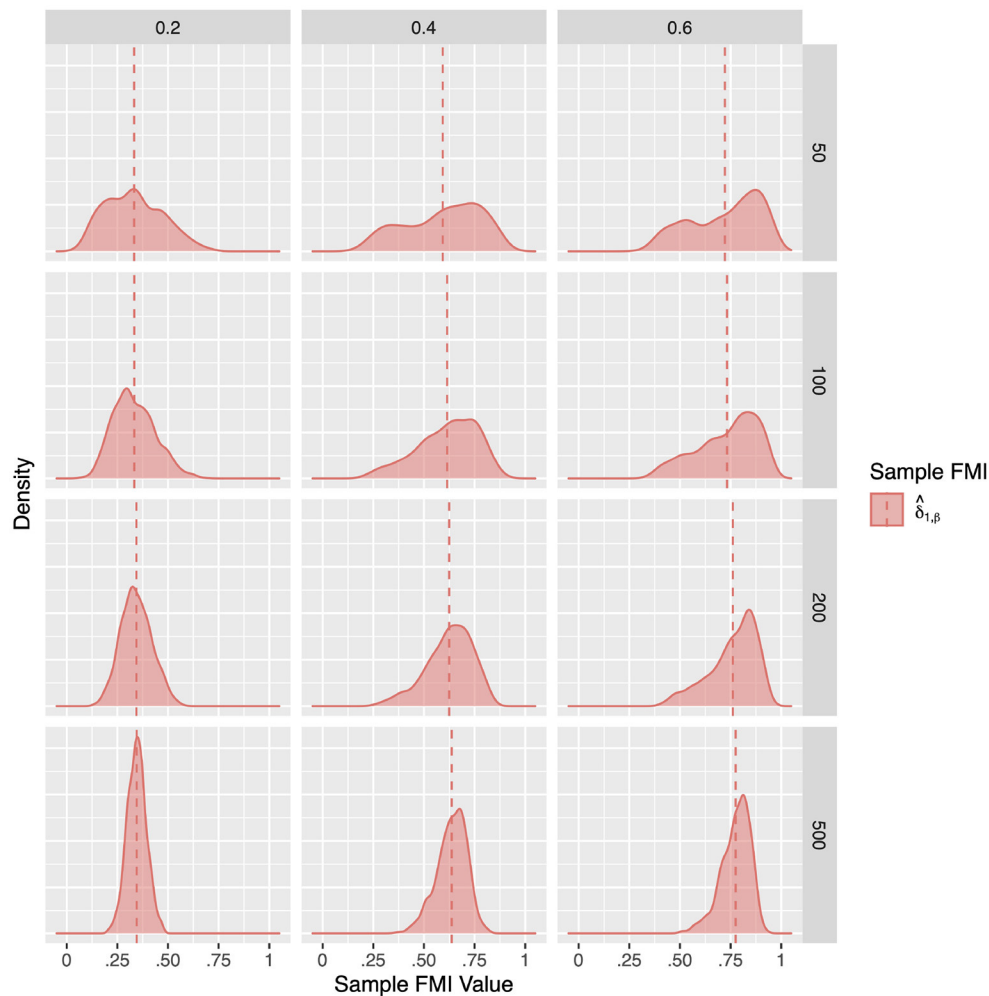 0.2 0.4 0.6
50
100
200
500
Density
0 .25 .50 .75 1 0 .25 .50 .75 1 0 .25 .50 .75 1
Sample FMI Value
Sample FMI
δ̂₁,ᵦ